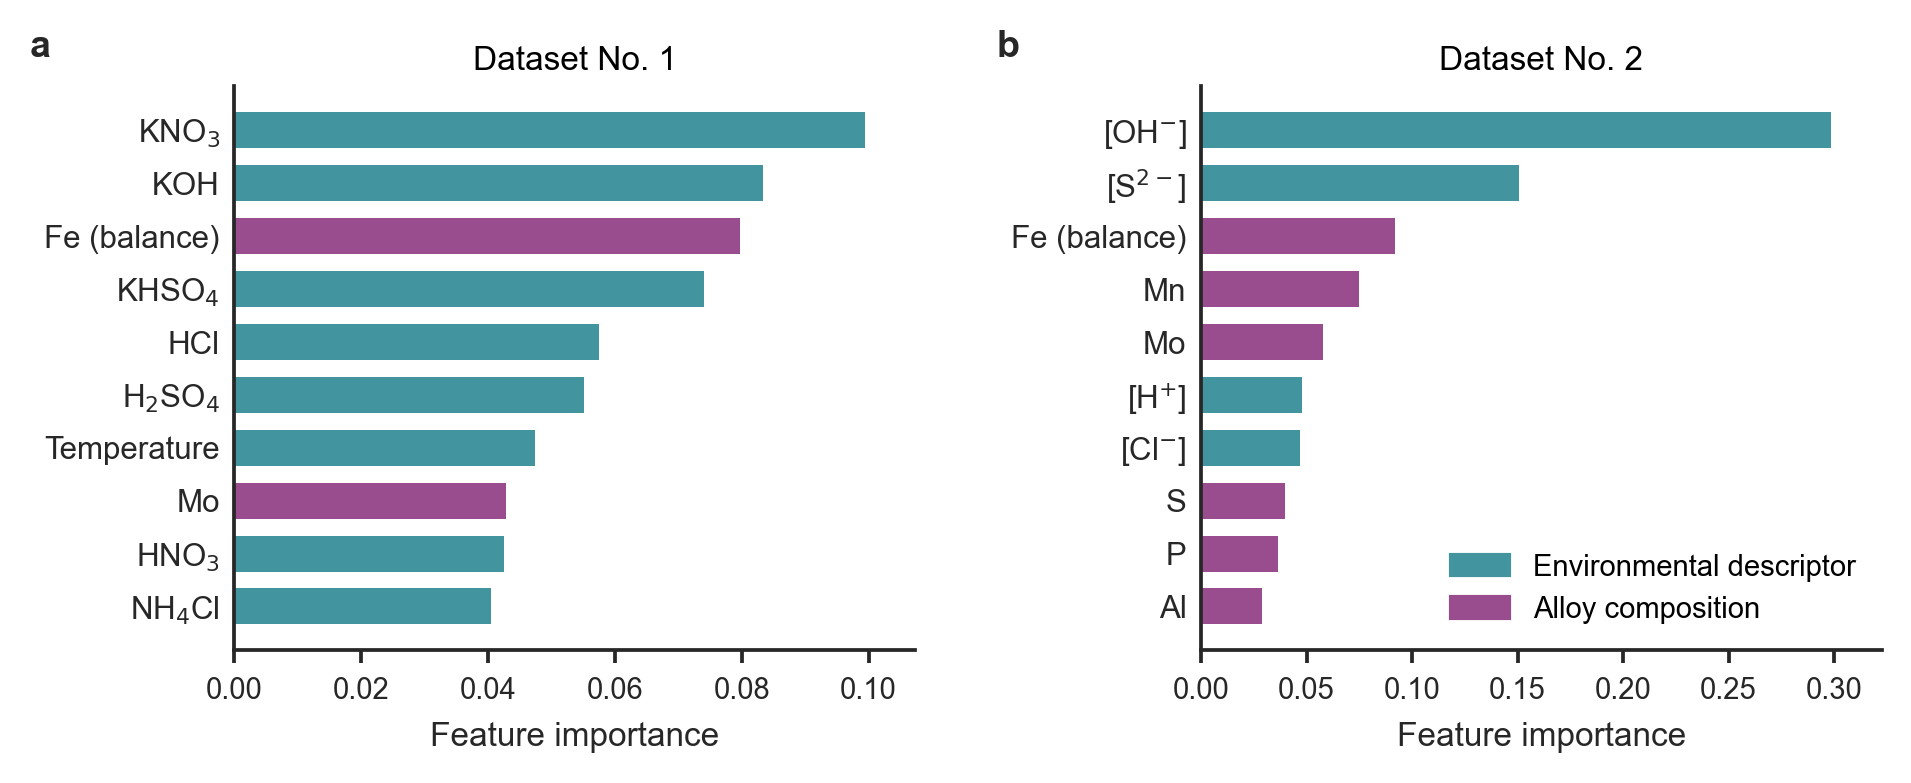 a
Dataset No. 1
KNO₃
KOH
Fe (balance)
KHSO₄
HCl
H₂SO₄
Temperature
Mo
HNO₃
NH₄Cl
0.00 0.02 0.04 0.06 0.08 0.10
Feature importance
b
Dataset No. 2
[OH⁻]
[S²⁻]
Fe (balance)
Mn
Mo
[H⁺]
[Cl⁻]
S
P
Al
Environmental descriptor
Alloy composition
0.00 0.05 0.10 0.15 0.20 0.25 0.30
Feature importance